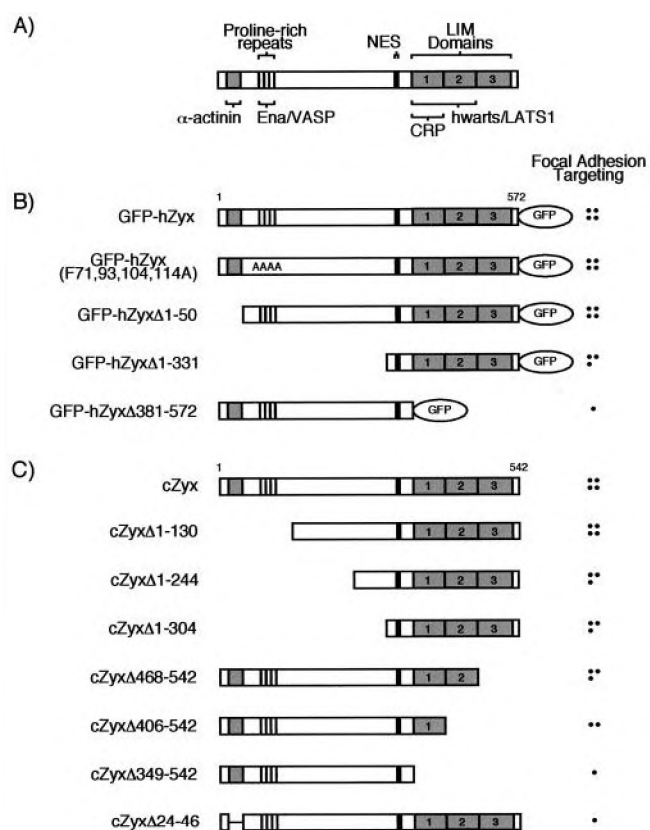 A)
Proline-rich
repeats
NES
LIM
Domains
1 2 3
α-actinin
Ena/VASP
CRP
hwarts/LATS1
Focal Adhesion
Targeting
B)
1 572
GFP-hZyx 1 2 3 GFP
GFP-hZyx
(F71,93,104,114A) AAAA 1 2 3 GFP
GFP-hZyxΔ1-50 1 2 3 GFP
GFP-hZyxΔ1-331 1 2 3 GFP
GFP-hZyxΔ381-572 GFP
C)
1 542
cZyx 1 2 3
cZyxΔ1-130 1 2 3
cZyxΔ1-244 1 2 3
cZyxΔ1-304 1 2 3
cZyxΔ468-542 1 2
cZyxΔ406-542 1
cZyxΔ349-542
cZyxΔ24-46 1 2 3